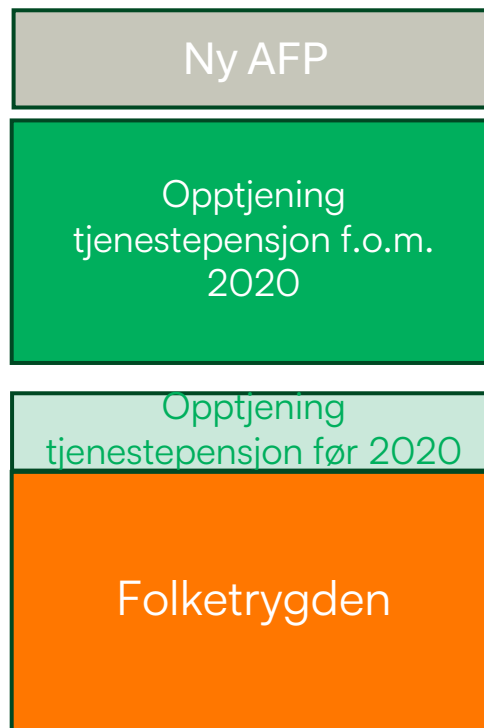 Ny AFP
Opptjening
tjenestepensjon f.o.m.
2020
Opptjening
tjenestepensjon før 2020
Folketrygden